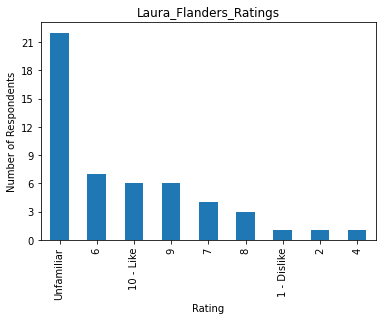 Laura_Flanders_Ratings
Number of Respondents
21
18
15
12
9
6
3
0
Unfamiliar
6
10 - Like
9
7
8
1 - Dislike
2
4
Rating